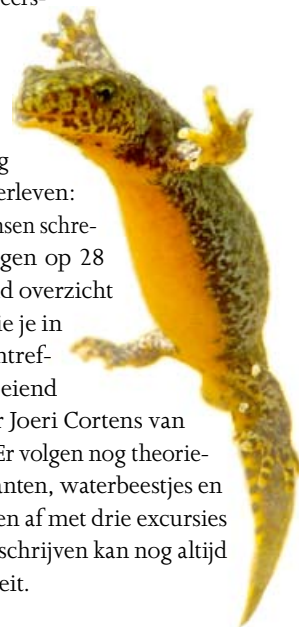 eers-
g
erleven:
nsen schre-
gen op 28
d overzicht
ie je in
ntref-
eiend
r Joeri Cortens van
Er volgen nog theorie-
anten, waterbeestjes en
en af met drie excursies
schrijven kan nog altijd
eit.